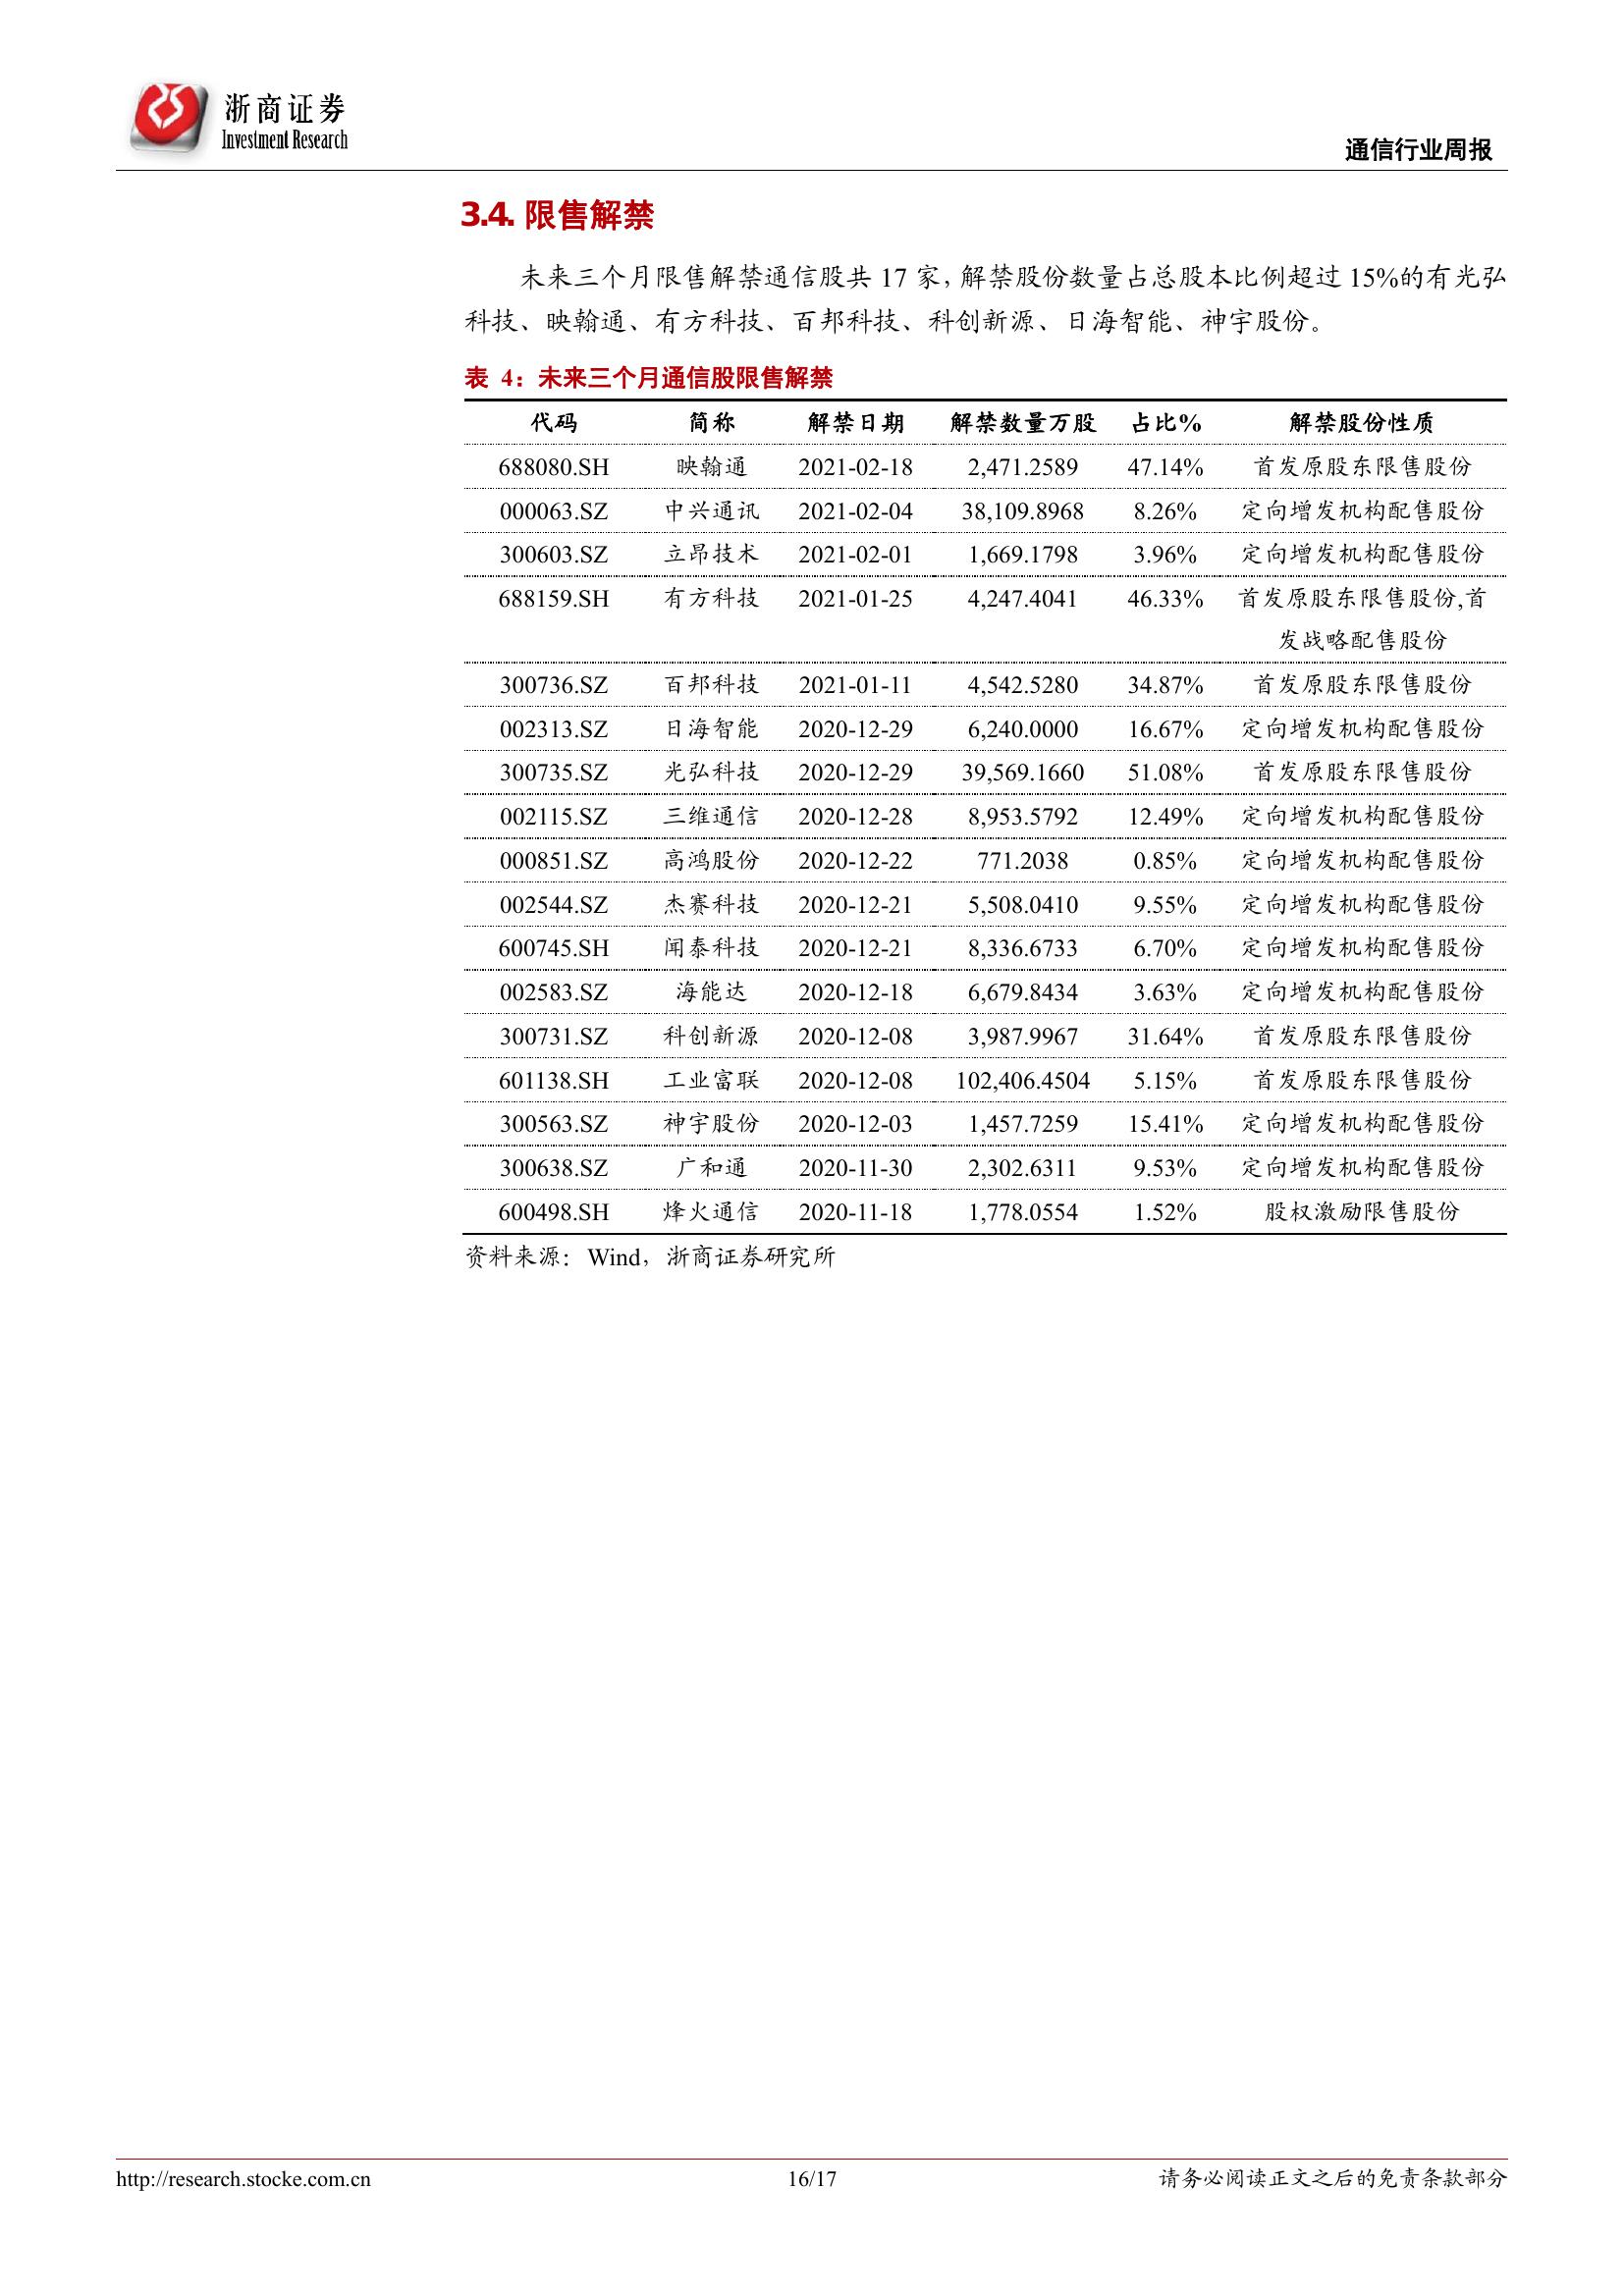 浙商证券
Investment Research
通信行业周报
3.4. 限售解禁
未来三个月限售解禁通信股共 17 家，解禁股份数量占总股本比例超过 15%的有光弘
科技、映翰通、有方科技、百邦科技、科创新源、日海智能、神宇股份。
表 4：未来三个月通信股限售解禁
代码 简称 解禁日期 解禁数量万股 占比% 解禁股份性质
688080.SH 映翰通 2021-02-18 2,471.2589 47.14% 首发原股东限售股份
000063.SZ 中兴通讯 2021-02-04 38,109.8968 8.26% 定向增发机构配售股份
300603.SZ 立昂技术 2021-02-01 1,669.1798 3.96% 定向增发机构配售股份
688159.SH 有方科技 2021-01-25 4,247.4041 46.33% 首发原股东限售股份,首
发战略配售股份
300736.SZ 百邦科技 2021-01-11 4,542.5280 34.87% 首发原股东限售股份
002313.SZ 日海智能 2020-12-29 6,240.0000 16.67% 定向增发机构配售股份
300735.SZ 光弘科技 2020-12-29 39,569.1660 51.08% 首发原股东限售股份
002115.SZ 三维通信 2020-12-28 8,953.5792 12.49% 定向增发机构配售股份
000851.SZ 高鸿股份 2020-12-22 771.2038 0.85% 定向增发机构配售股份
002544.SZ 杰赛科技 2020-12-21 5,508.0410 9.55% 定向增发机构配售股份
600745.SH 闻泰科技 2020-12-21 8,336.6733 6.70% 定向增发机构配售股份
002583.SZ 海能达 2020-12-18 6,679.8434 3.63% 定向增发机构配售股份
300731.SZ 科创新源 2020-12-08 3,987.9967 31.64% 首发原股东限售股份
601138.SH 工业富联 2020-12-08 102,406.4504 5.15% 首发原股东限售股份
300563.SZ 神宇股份 2020-12-03 1,457.7259 15.41% 定向增发机构配售股份
300638.SZ 广和通 2020-11-30 2,302.6311 9.53% 定向增发机构配售股份
600498.SH 烽火通信 2020-11-18 1,778.0554 1.52% 股权激励限售股份
资料来源：Wind，浙商证券研究所
http://research.stocke.com.cn 16/17 请务必阅读正文之后的免责条款部分